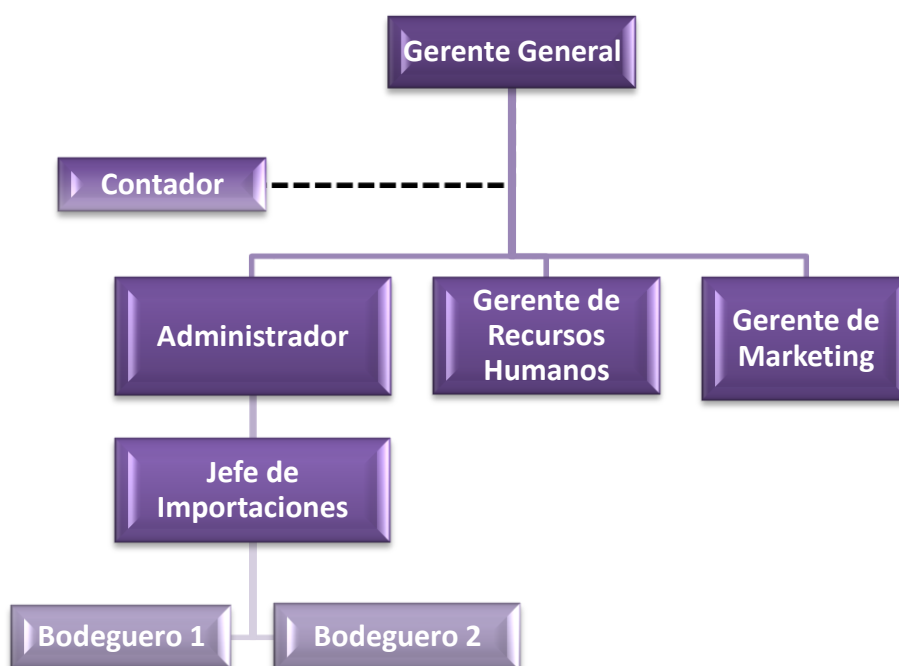 Gerente General
Contador
Administrador
Gerente de
Recursos
Humanos
Gerente de
Marketing
Jefe de
Importaciones
Bodeguero 1
Bodeguero 2